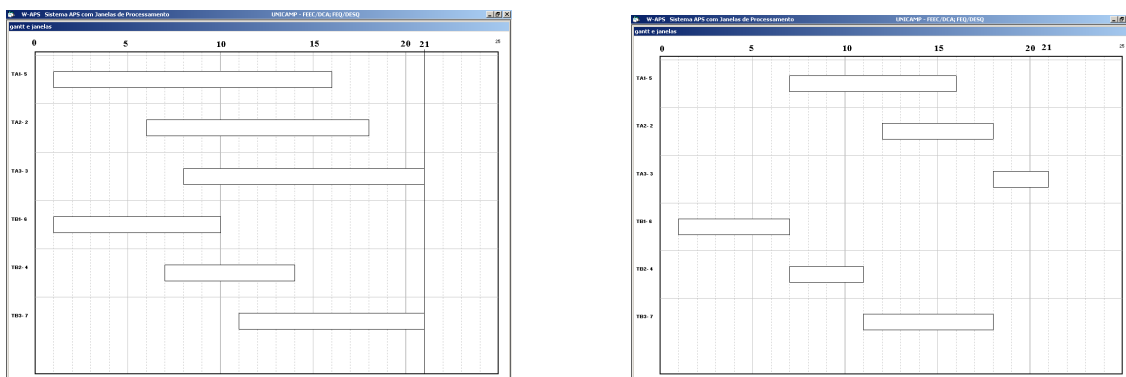 W-APS Sistema APS com Janelas de Processamento UNICAMP - FEEC/DCA; FEQ/DESQ
gantt e janelas
0 5 10 15 20 21 25
TA1- 5
TA2- 2
TA3- 3
TB1- 6
TB2- 4
TB3- 7
W-APS Sistema APS com Janelas de Processamento UNICAMP - FEEC/DCA; FEQ/DESQ
gantt e janelas
0 5 10 15 20 21 25
TA1- 5
TA2- 2
TA3- 3
TB1- 6
TB2- 4
TB3- 7